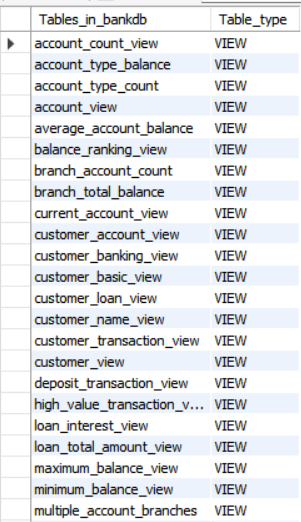 Tables_in_bankdb Table_type
account_count_view VIEW
account_type_balance VIEW
account_type_count VIEW
account_view VIEW
average_account_balance VIEW
balance_ranking_view VIEW
branch_account_count VIEW
branch_total_balance VIEW
current_account_view VIEW
customer_account_view VIEW
customer_banking_view VIEW
customer_basic_view VIEW
customer_loan_view VIEW
customer_name_view VIEW
customer_transaction_view VIEW
customer_view VIEW
deposit_transaction_view VIEW
high_value_transaction_v... VIEW
loan_interest_view VIEW
loan_total_amount_view VIEW
maximum_balance_view VIEW
minimum_balance_view VIEW
multiple_account_branches VIEW